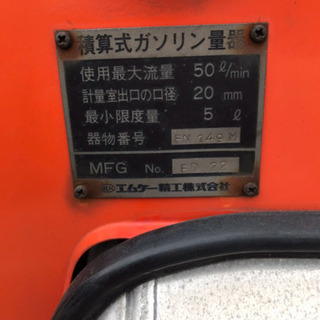 積算式ガソリン量器
使用最大流量 50 ℓ/min
計量室出口の口径 20 mm
最小限度量 5 ℓ
器物番号 EN 249 M
MFG No.
エムケー精工株式会社